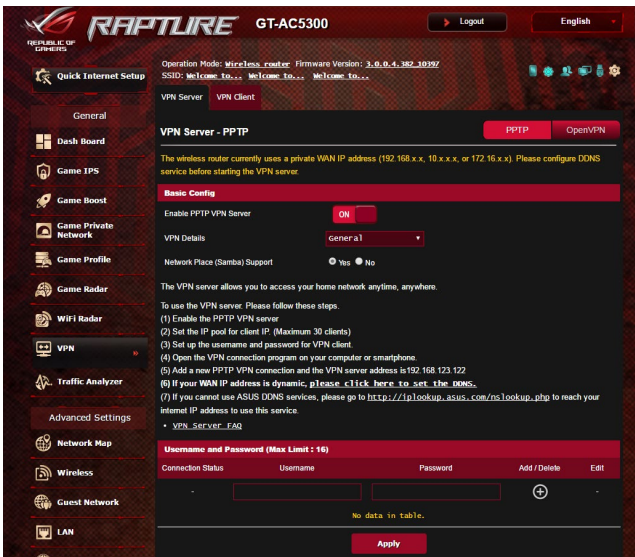 REPUBLIC OF
GAMERS
RAPTURE
GT-AC5300
Logout
English
Quick Internet Setup
Operation Mode: Wireless router Firmware Version: 3.0.0.4.382_10397
SSID: Welcome to... Welcome to... Welcome to...
VPN Server
VPN Client
General
Dash Board
Game IPS
Game Boost
Game Private
Network
Game Profile
Game Radar
WiFi Radar
VPN
Traffic Analyzer
Advanced Settings
Network Map
Wireless
Guest Network
LAN
VPN Server - PPTP
PPTP
OpenVPN
The wireless router currently uses a private WAN IP address (192.168.x.x, 10.x.x.x, or 172.16.x.x). Please configure DDNS
service before starting the VPN server.
Basic Config
Enable PPTP VPN Server
ON
VPN Details
General
Network Place (Samba) Support
Yes No
The VPN server allows you to access your home network anytime, anywhere.
To use the VPN server. Please follow these steps.
(1) Enable the PPTP VPN server
(2) Set the IP pool for client IP. (Maximum 30 clients)
(3) Set up the username and password for VPN client.
(4) Open the VPN connection program on your computer or smartphone.
(5) Add a new PPTP VPN connection and the VPN server address is192.168.123.122
(6) If your WAN IP address is dynamic, please click here to set the DDNS.
(7) If you cannot use ASUS DDNS services, please go to http://iplookup.asus.com/nslookup.php to reach your
internet IP address to use this service.
• VPN Server FAQ
Username and Password (Max Limit : 16)
Connection Status
Username
Password
Add / Delete
Edit
-
-
No data in table.
Apply